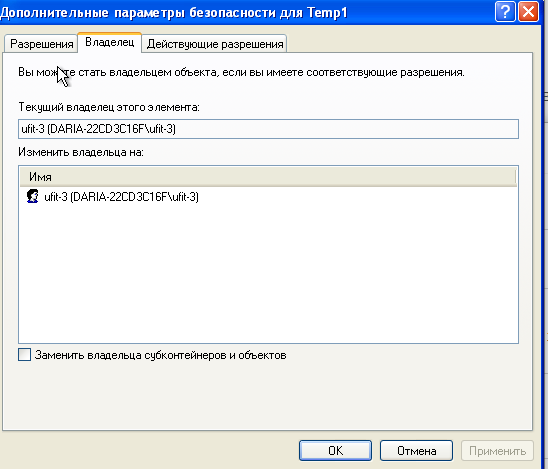 Дополнительные параметры безопасности для Temp1
Разрешения Владелец Действующие разрешения
Вы можете стать владельцем объекта, если вы имеете соответствующие разрешения.
Текущий владелец этого элемента:
ufit-3 (DARIA-22CD3C16F\ufit-3)
Изменить владельца на:
Имя
ufit-3 (DARIA-22CD3C16F\ufit-3)
Заменить владельца субконтейнеров и объектов
OK Отмена Применить